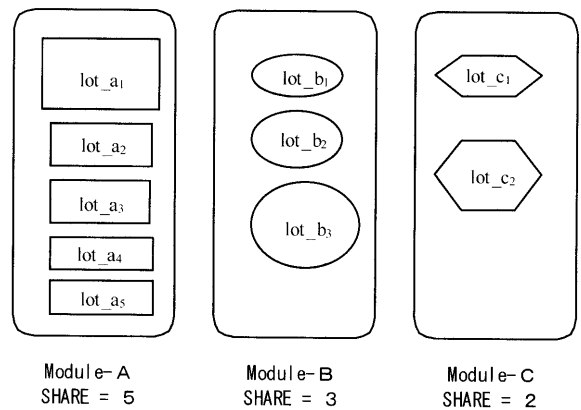 lot_a1
lot_a2
lot_a3
lot_a4
lot_a5
Module-A
SHARE = 5
lot_b1
lot_b2
lot_b3
Module-B
SHARE = 3
lot_c1
lot_c2
Module-C
SHARE = 2